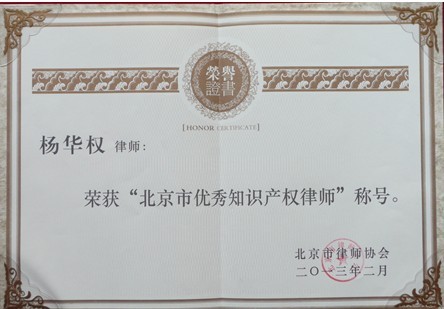 榮譽
證書
[HONOR CERTIFICATE]
杨华权 律师：
荣获“北京市优秀知识产权律师”称号。
北京市律师协会
二〇一三年二月